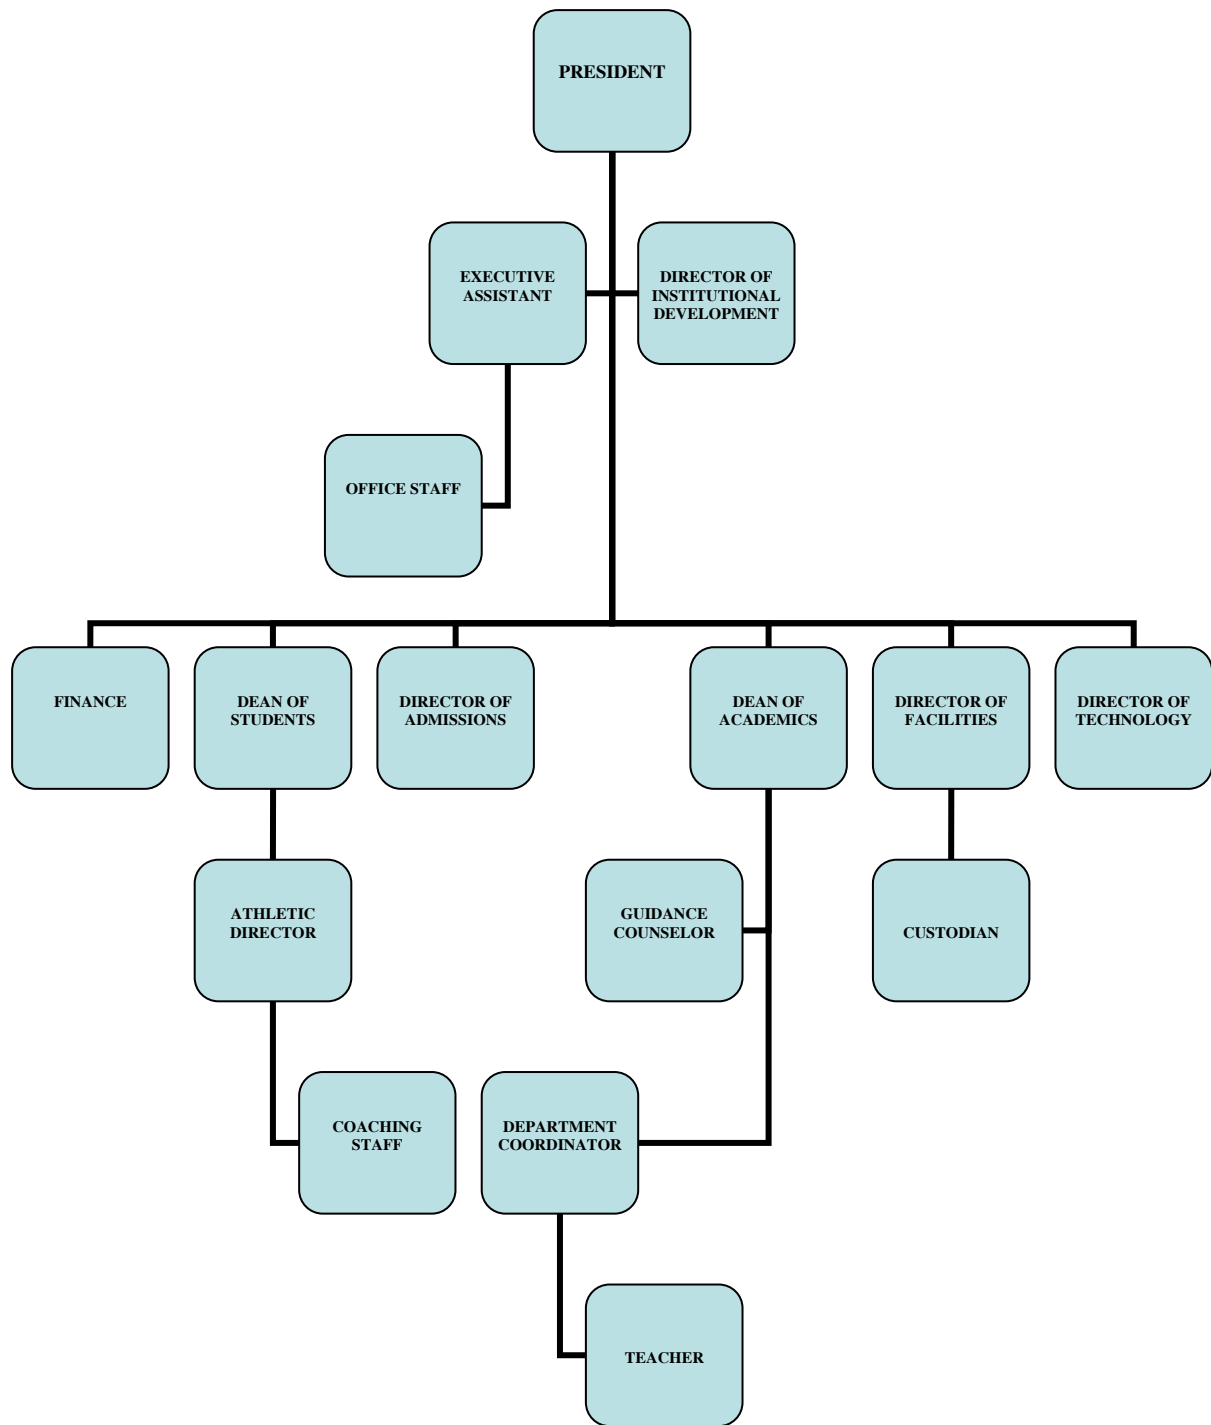 PRESIDENT
EXECUTIVE
ASSISTANT
DIRECTOR OF
INSTITUTIONAL
DEVELOPMENT
OFFICE STAFF
FINANCE
DEAN OF
STUDENTS
DIRECTOR OF
ADMISSIONS
DEAN OF
ACADEMICS
DIRECTOR OF
FACILITIES
DIRECTOR OF
TECHNOLOGY
ATHLETIC
DIRECTOR
GUIDANCE
COUNSELOR
CUSTODIAN
COACHING
STAFF
DEPARTMENT
COORDINATOR
TEACHER